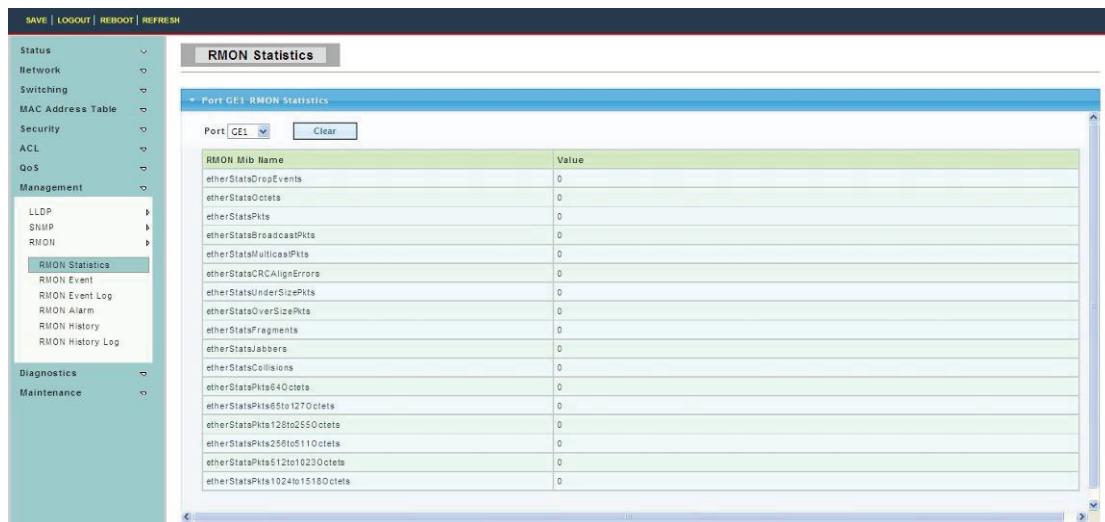 SAVE | LOGOUT | REBOOT | REFRESH
Status
Network
Switching
MAC Address Table
Security
ACL
QoS
Management
LLDP
SNMP
RMON
RMON Statistics
RMON Event
RMON Event Log
RMON Alarm
RMON History
RMON History Log
Diagnostics
Maintenance
RMON Statistics
Port GE1 RMON Statistics
Port GE1 Clear
RMON Mib Name Value
etherStatsDropEvents 0
etherStatsOctets 0
etherStatsPkts 0
etherStatsBroadcastPkts 0
etherStatsMulticastPkts 0
etherStatsCRCAlignErrors 0
etherStatsUnderSizePkts 0
etherStatsOverSizePkts 0
etherStatsFragments 0
etherStatsJabbers 0
etherStatsCollisions 0
etherStatsPkts64Octets 0
etherStatsPkts65to127Octets 0
etherStatsPkts128to255Octets 0
etherStatsPkts256to511Octets 0
etherStatsPkts512to1023Octets 0
etherStatsPkts1024to1518Octets 0